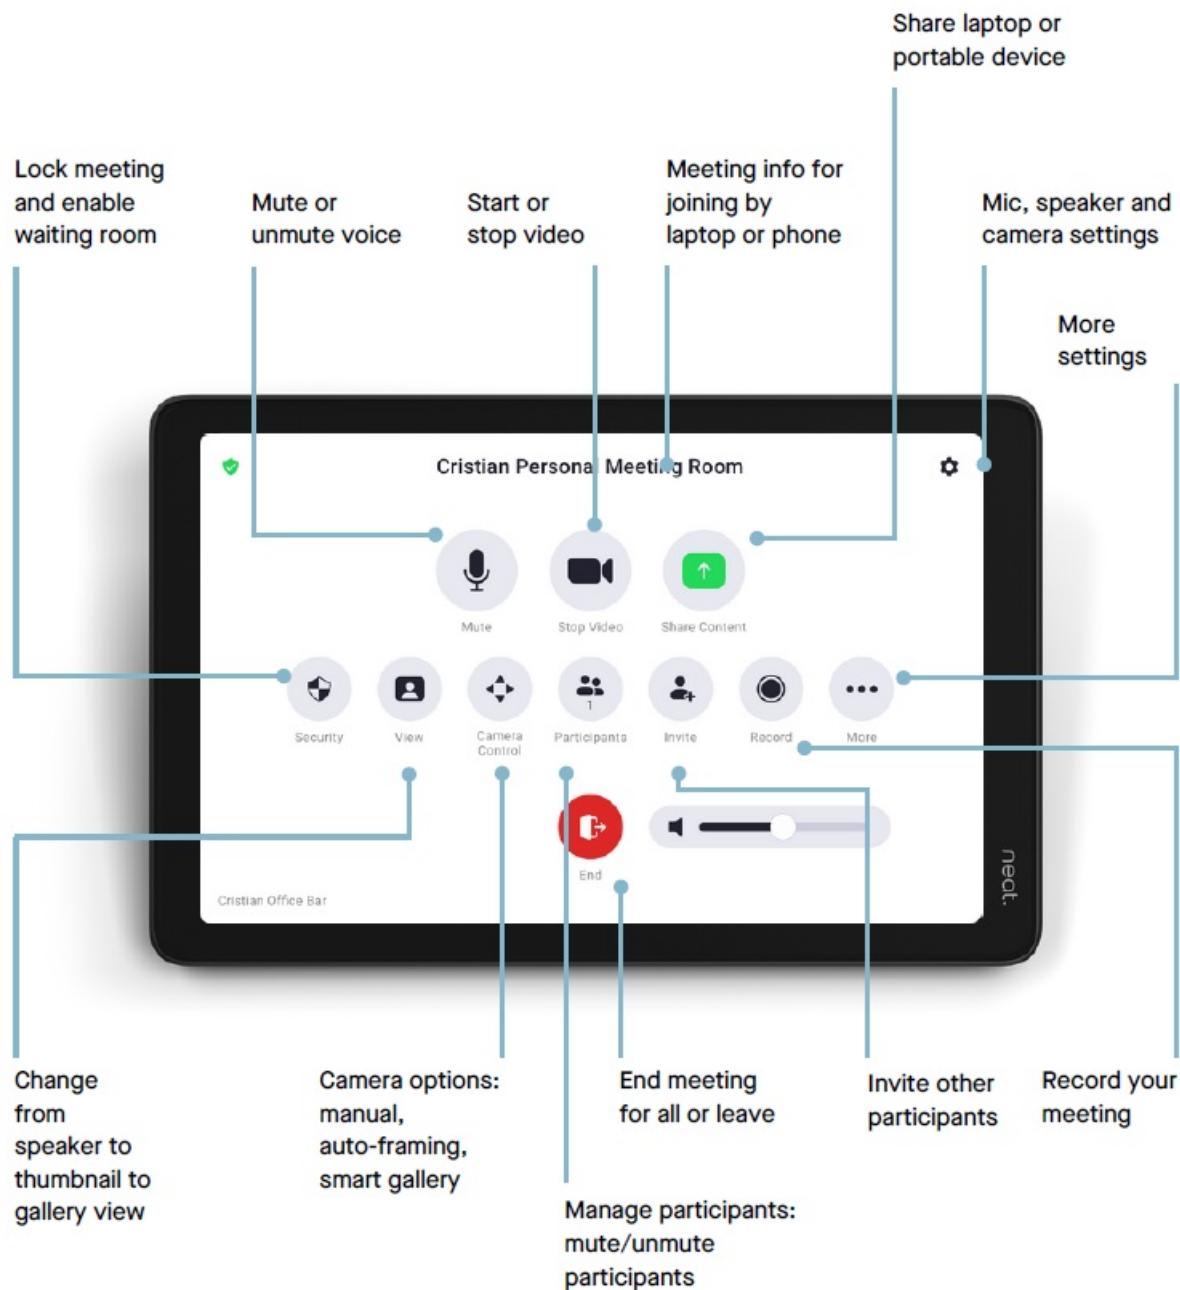 Share laptop or
portable device
Lock meeting
and enable
waiting room
Mute or
unmute voice
Start or
stop video
Meeting info for
joining by
laptop or phone
Mic, speaker and
camera settings
More
settings
Cristian Personal Meeting Room
Mute
Stop Video
Share Content
1
Security
View
Camera
Control
Participants
Invite
Record
More
End
Cristian Office Bar
neat.
Change
from
speaker to
thumbnail to
gallery view
Camera options:
manual,
auto-framing,
smart gallery
End meeting
for all or leave
Invite other
participants
Record your
meeting
Manage participants:
mute/unmute
participants